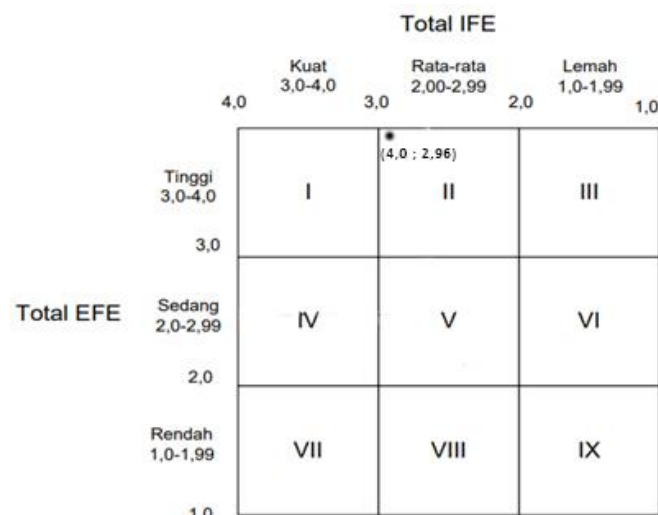 Total IFE
Kuat
3,0-4,0
Rata-rata
2,00-2,99
Lemah
1,0-1,99
4,0
3,0
2,0
1,0
(4,0 ; 2,96)
Tinggi
3,0-4,0
I
II
III
3,0
Total EFE
Sedang
2,0-2,99
IV
V
VI
2,0
Rendah
1,0-1,99
VII
VIII
IX
1,0